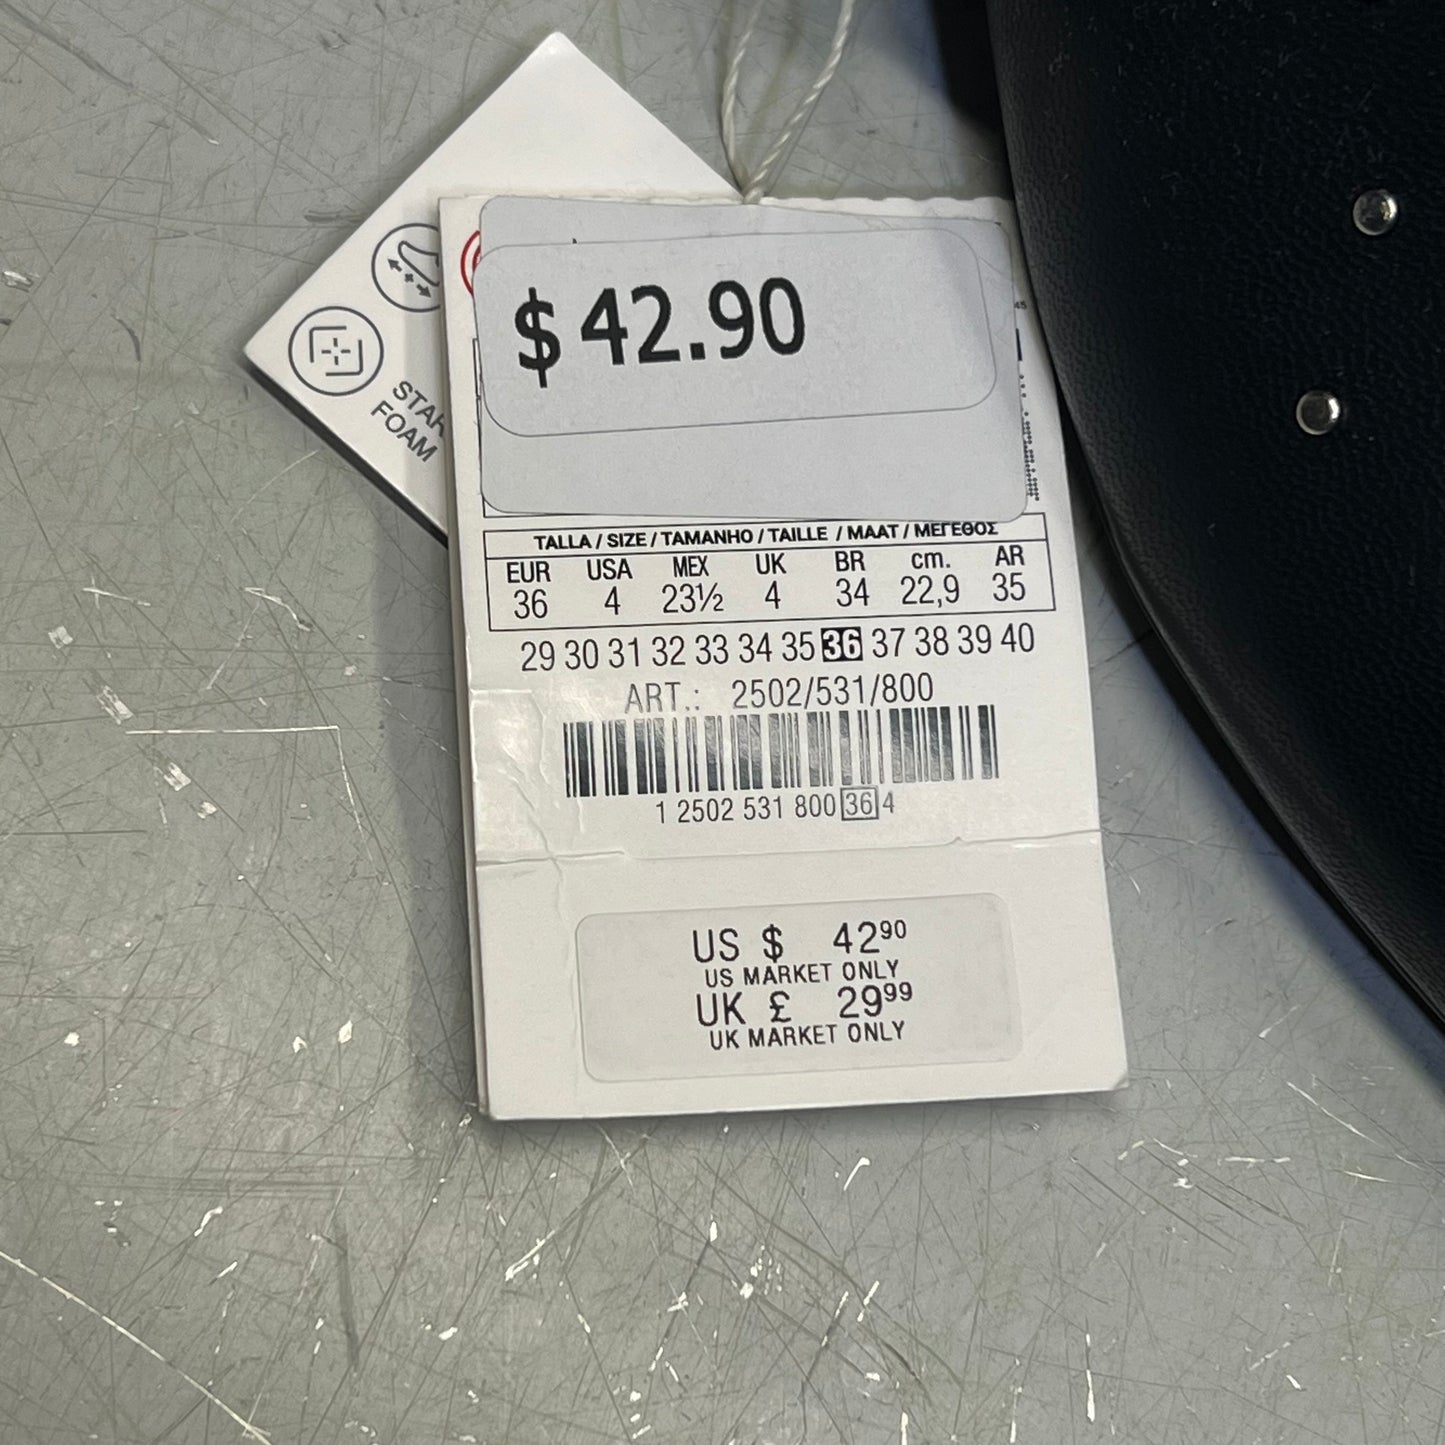 $42.90
FOAM
TALLA / SIZE / TAMANHO / TAILLE / MAAT / ΜΕΓΕΘΟΣ
EUR USA MEX UK BR cm. AR
36 4 23½ 4 34 22,9 35
29 30 31 32 33 34 35 36 37 38 39 40
ART.: 2502/531/800
1 2502 531 800 36 4
US $ 42⁹⁰
US MARKET ONLY
UK £ 29⁹⁹
UK MARKET ONLY